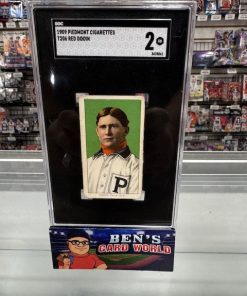 SGC
1909 PIEDMONT CIGARETTES
T206 RED DOOIN
2
P
BEN'S
CARD WORLD